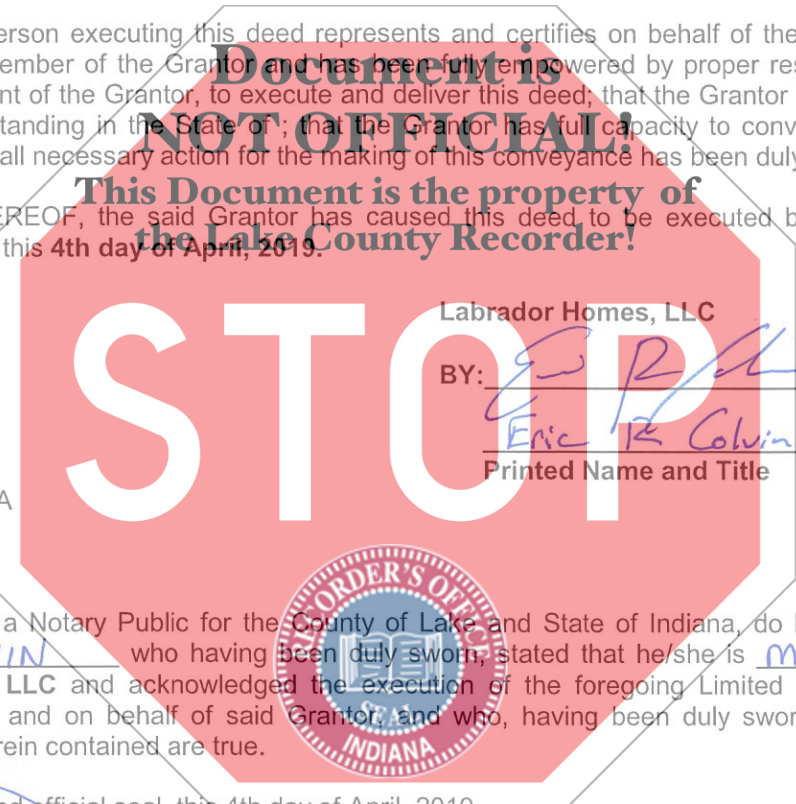 erson executing this deed represents and certifies on behalf of the
ember of the Grantor and has been fully empowered by proper res
nt of the Grantor, to execute and deliver this deed; that the Grantor
tanding in the State of ; that the Grantor has full capacity to conv
all necessary action for the making of this conveyance has been duly
Document is
NOT OFFICIAL!
This Document is the property of
the Lake County Recorder!
EREOF, the said Grantor has caused this deed to be executed b
this 4th day of April, 2019.
Labrador Homes, LLC
BY:
Eric R Colvin
Printed Name and Title
STOP
A
RECORDER'S OFFICE
SEAL
INDIANA
a Notary Public for the County of Lake and State of Indiana, do
IN who having been duly sworn, stated that he/she is M
LLC and acknowledged the execution of the foregoing Limited
and on behalf of said Grantor, and who, having been duly swor
rein contained are true.
official seal, this 4th day of April, 2019